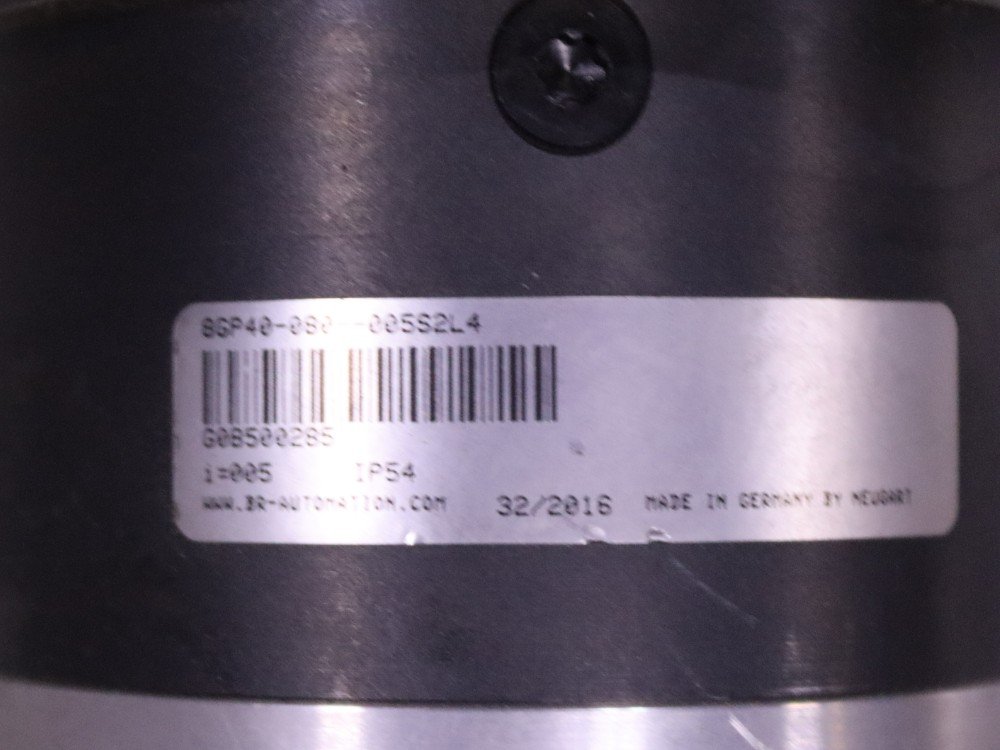 8GP40-080--005S2L4
G0B500285
i=005 IP54
WWW.BR-AUTOMATION.COM 32/2016 MADE IN GERMANY BY NEUGART